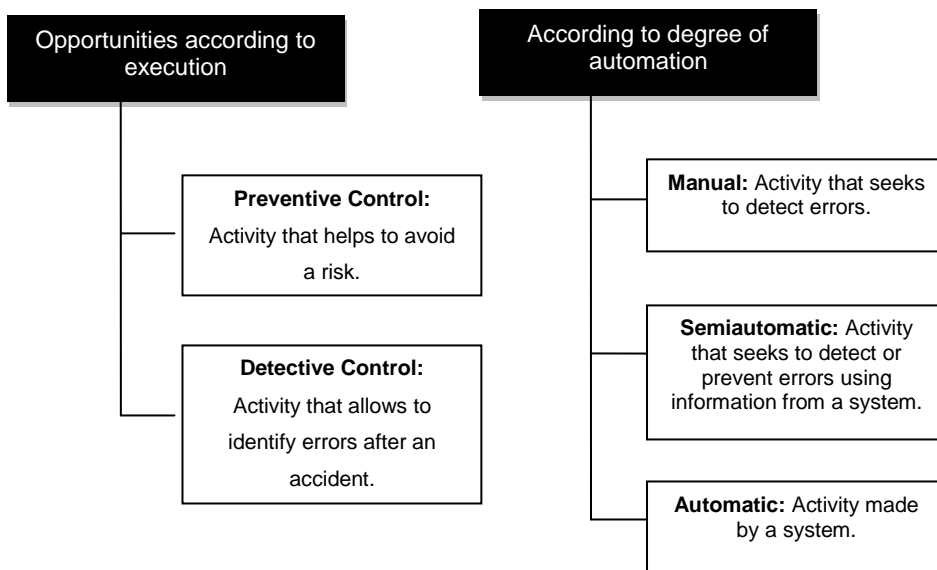 Opportunities according to
execution
Preventive Control:
Activity that helps to avoid
a risk.
Detective Control:
Activity that allows to
identify errors after an
accident.
According to degree of
automation
Manual: Activity that seeks
to detect errors.
Semiautomatic: Activity
that seeks to detect or
prevent errors using
information from a system.
Automatic: Activity made
by a system.